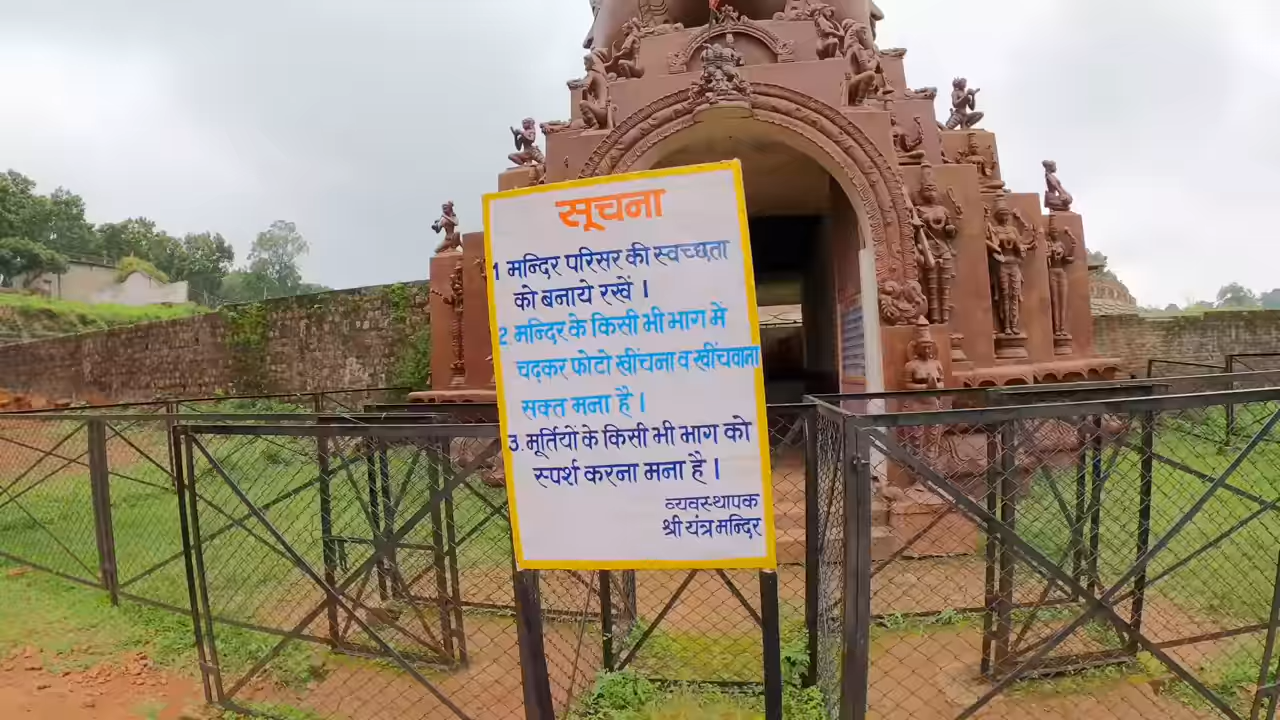 सूचना
1 मन्दिर परिसर की स्वच्छता
को बनाये रखें ।
2 मन्दिर के किसी भी भाग में
चढ़कर फोटो खींचना व खींचवाना
सक्त मना है ।
3. मूर्तियों के किसी भी भाग को
स्पर्श करना मना है ।
व्यवस्थापक
श्री यंत्र मन्दिर